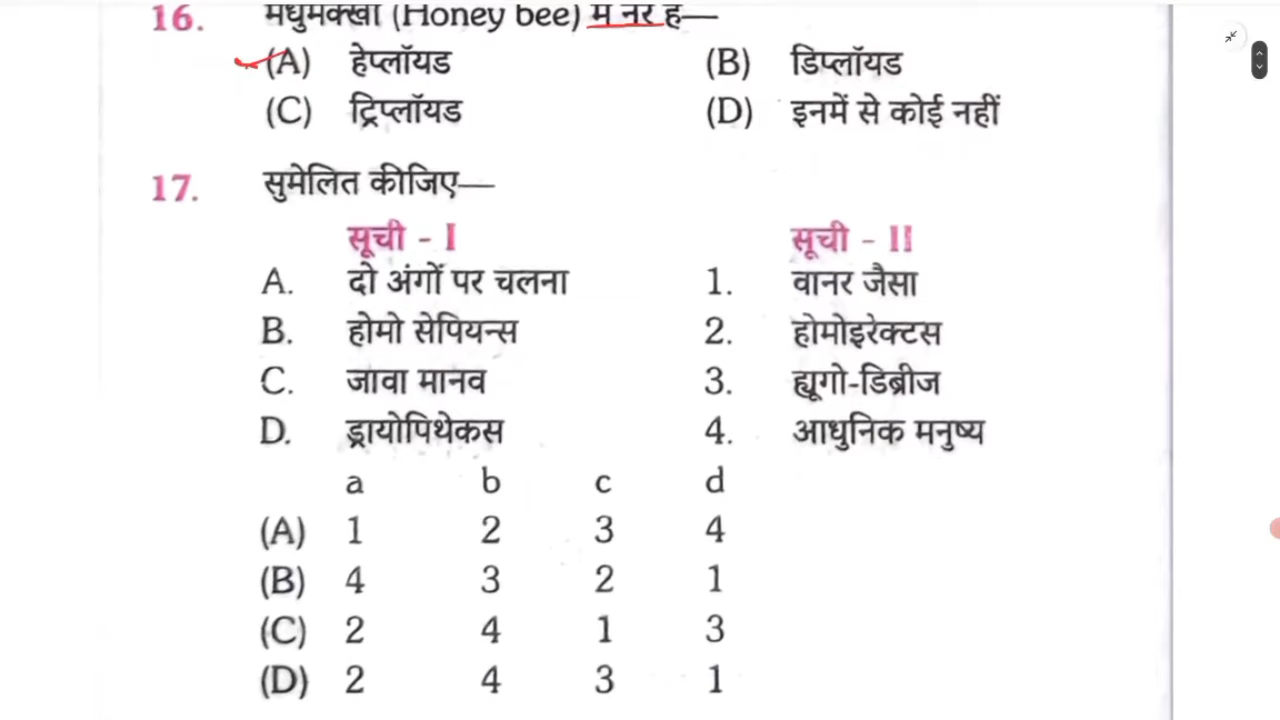 16. मधुमक्खी (Honey bee) में नर है—
(A) हेप्लॉयड (B) डिप्लॉयड
(C) ट्रिप्लॉयड (D) इनमें से कोई नहीं
17. सुमेलित कीजिए—
सूची - I सूची - II
A. दो अंगों पर चलना 1. वानर जैसा
B. होमो सेपियन्स 2. होमोइरेक्टस
C. जावा मानव 3. ह्यूगो-डिब्रीज
D. ड्रायोपिथेकस 4. आधुनिक मनुष्य
a b c d
(A) 1 2 3 4
(B) 4 3 2 1
(C) 2 4 1 3
(D) 2 4 3 1